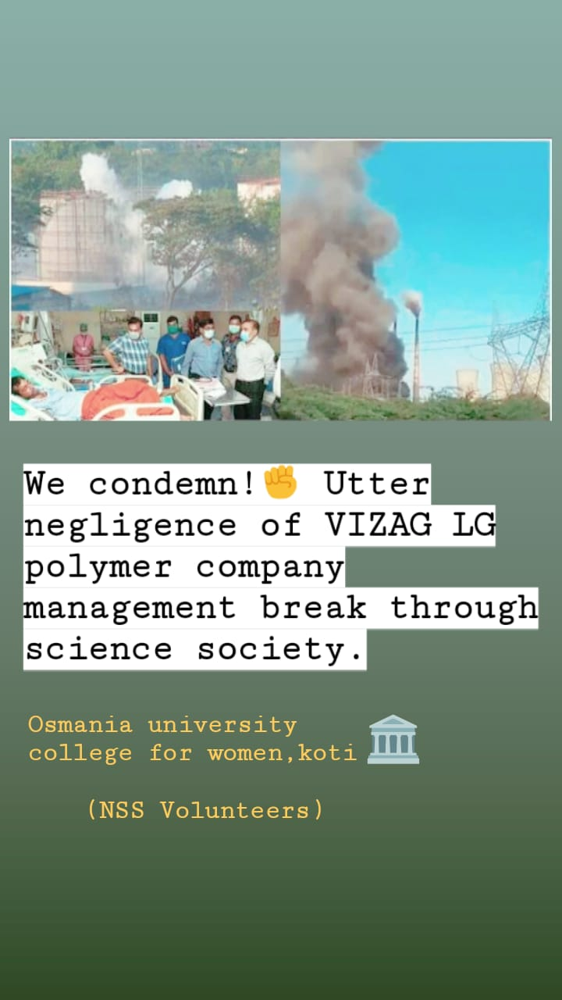 We condemn!✊ Utter
negligence of VIZAG LG
polymer company
management break through
science society.
Osmania university
college for women,koti 🏛
(NSS Volunteers)